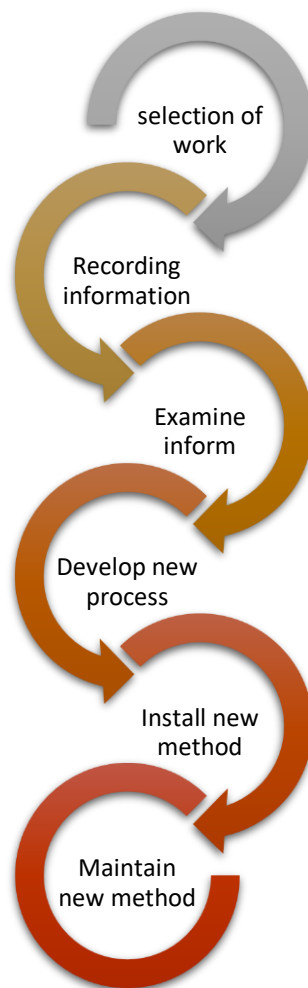 selection of
work
Recording
information
Examine
inform
Develop new
process
Install new
method
Maintain
new method